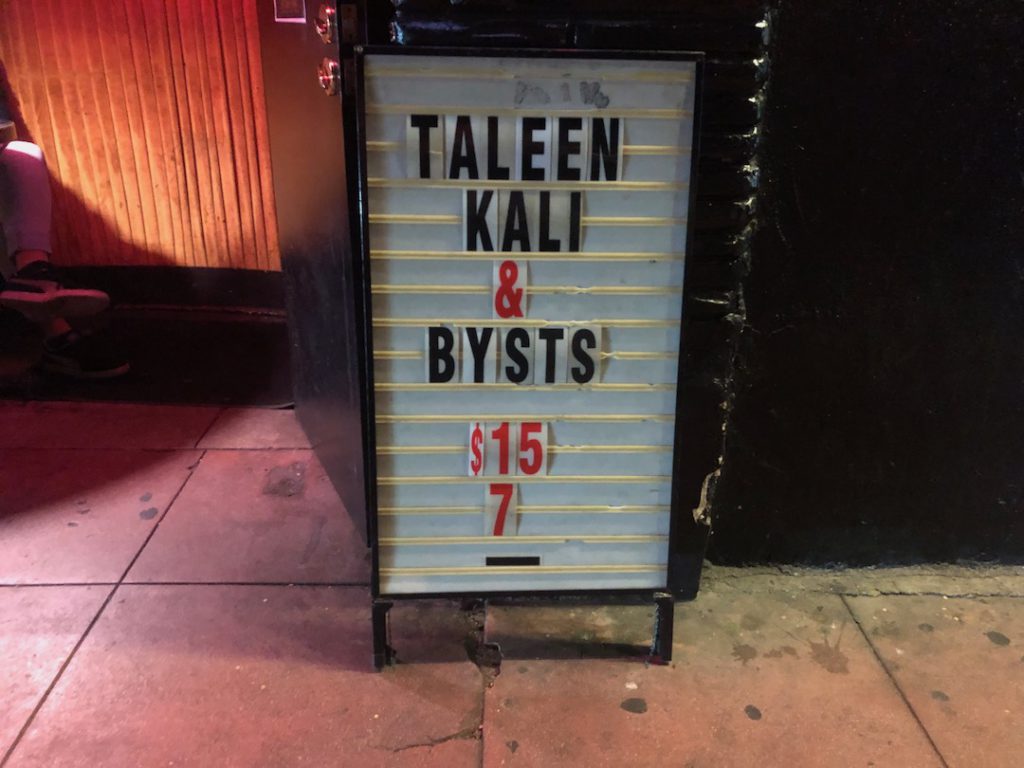 TALEEN
KALI
&
BYSTS
$15
7